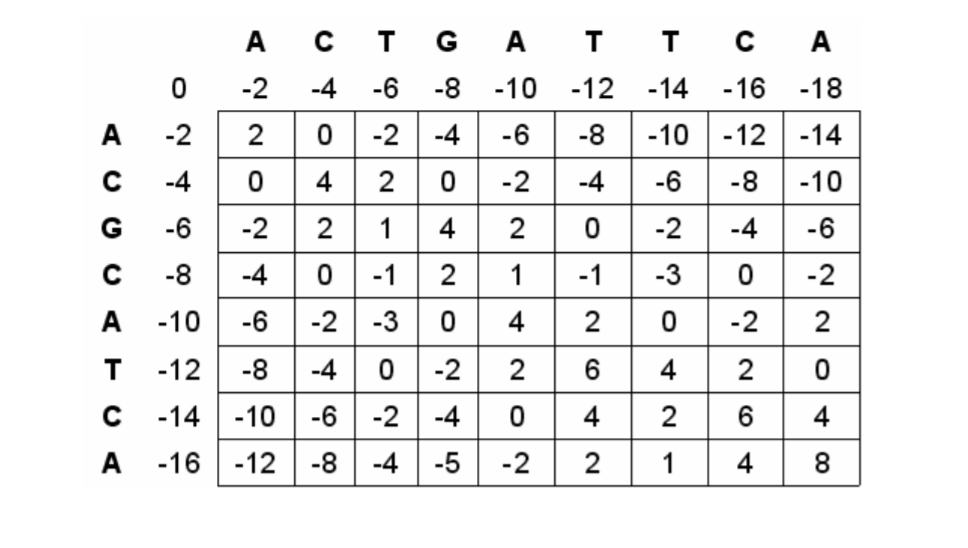 A C T G A T T C A
0 -2 -4 -6 -8 -10 -12 -14 -16 -18
A -2 2 0 -2 -4 -6 -8 -10 -12 -14
C -4 0 4 2 0 -2 -4 -6 -8 -10
G -6 -2 2 1 4 2 0 -2 -4 -6
C -8 -4 0 -1 2 1 -1 -3 0 -2
A -10 -6 -2 -3 0 4 2 0 -2 2
T -12 -8 -4 0 -2 2 6 4 2 0
C -14 -10 -6 -2 -4 0 4 2 6 4
A -16 -12 -8 -4 -5 -2 2 1 4 8